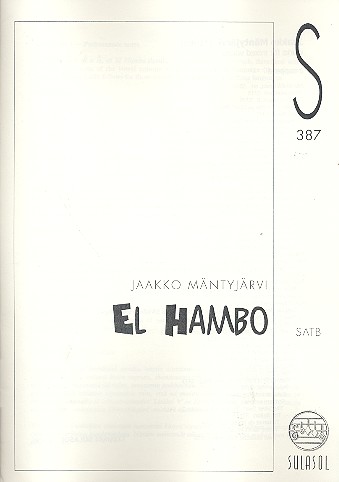 S
387
JAAKKO MÄNTYJÄRVI
EL HAMBO
SATB
SULASOL